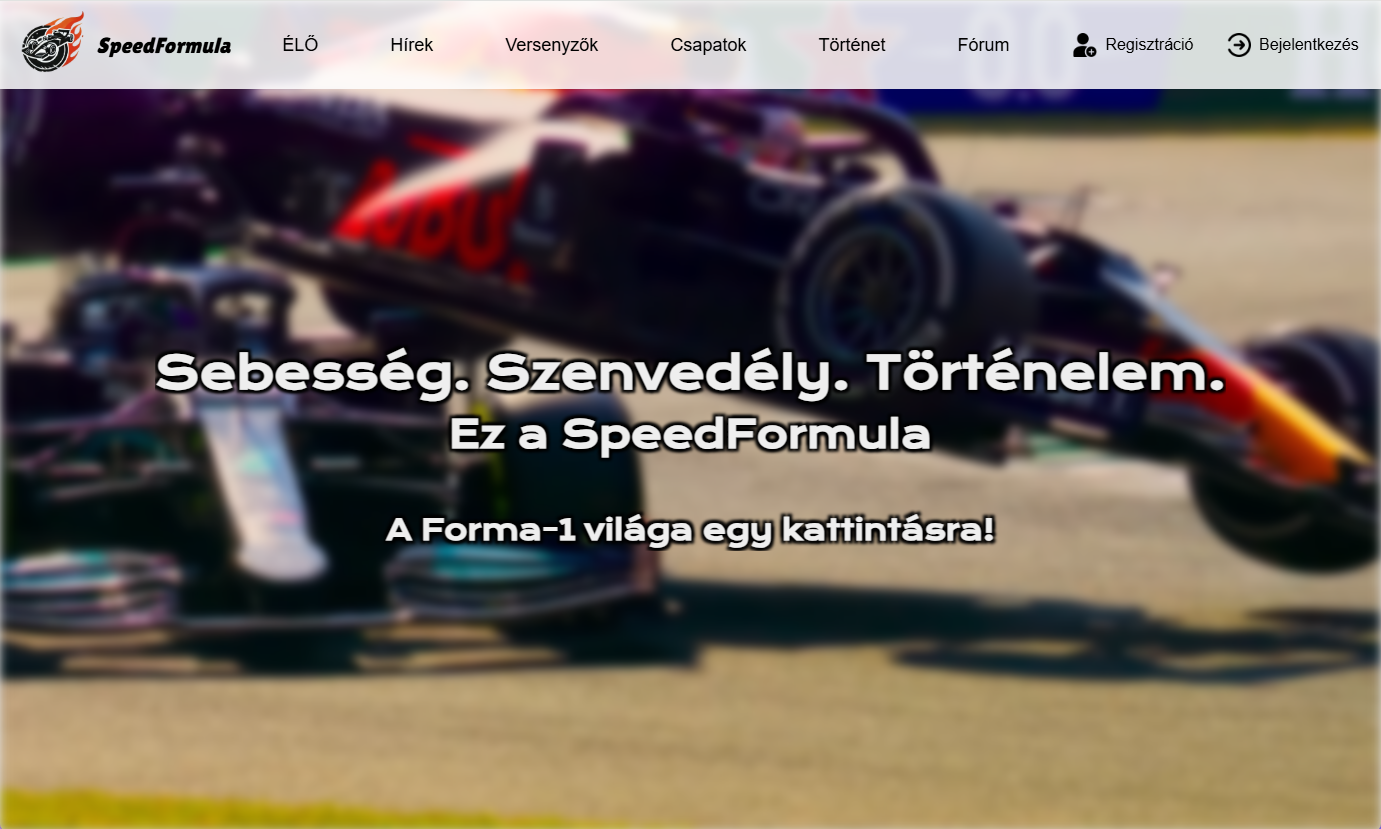 SpeedFormula
ÉLŐ
Hírek
Versenyzők
Csapatok
Történet
Fórum
Regisztráció
Bejelentkezés
Sebesség. Szenvedély. Történelem.
Ez a SpeedFormula
A Forma-1 világa egy kattintásra!